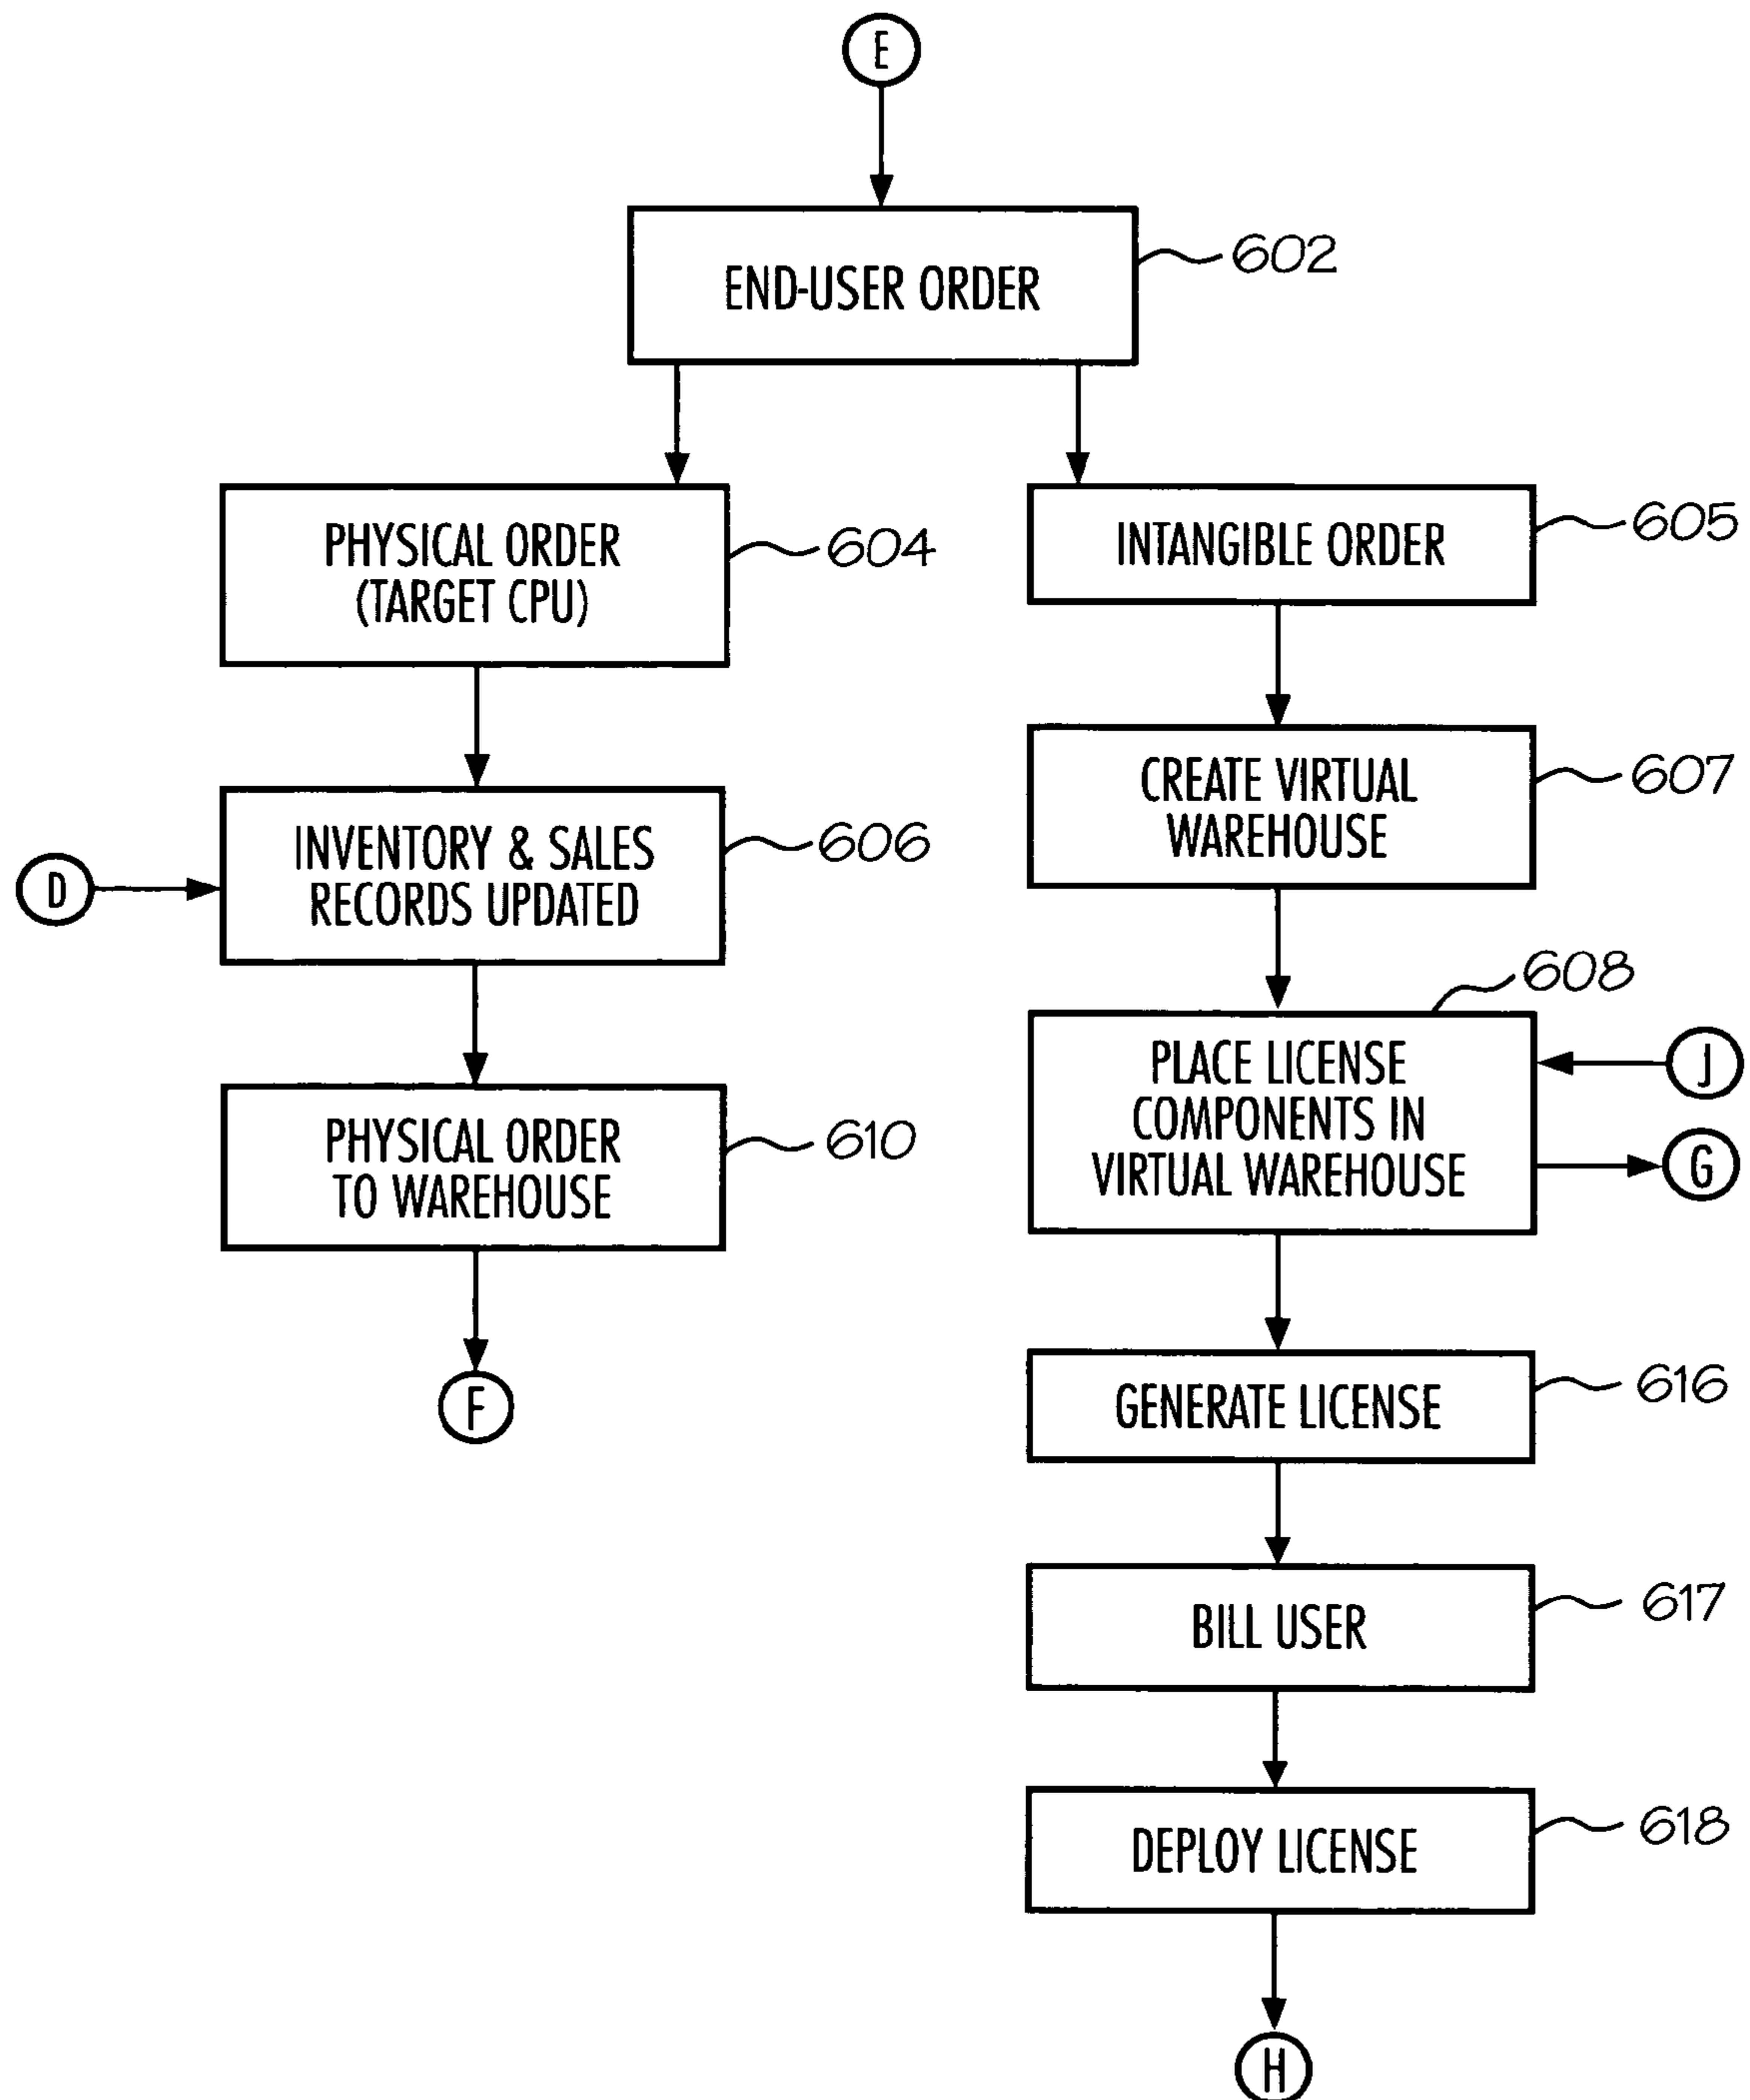 E
END-USER ORDER
602
PHYSICAL ORDER
(TARGET CPU)
604
INTANGIBLE ORDER
605
INVENTORY & SALES
RECORDS UPDATED
606
D
CREATE VIRTUAL
WAREHOUSE
607
PHYSICAL ORDER
TO WAREHOUSE
610
F
608
PLACE LICENSE
COMPONENTS IN
VIRTUAL WAREHOUSE
J
G
GENERATE LICENSE
616
BILL USER
617
DEPLOY LICENSE
618
H